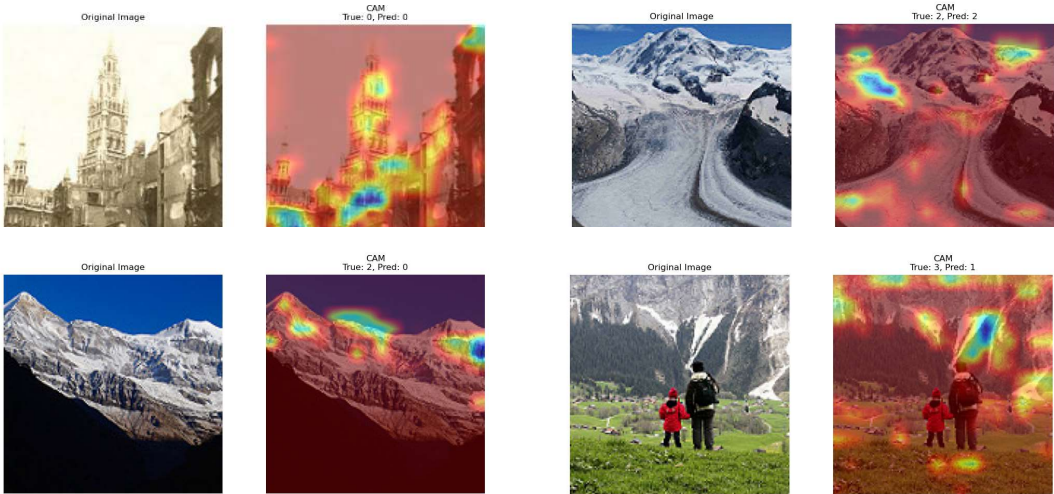 Original Image
CAM
True: 0, Pred: 0
Original Image
CAM
True: 2, Pred: 2
Original Image
CAM
True: 2, Pred: 0
Original Image
CAM
True: 3, Pred: 1